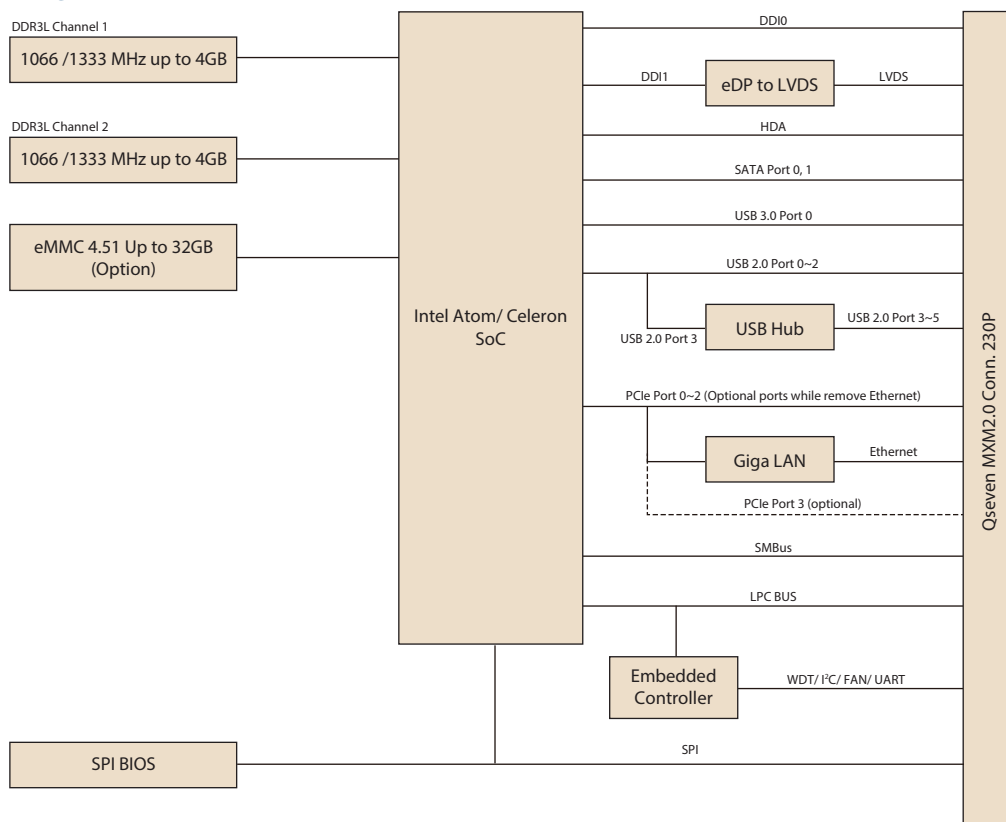 DDR3L Channel 1
1066 /1333 MHz up to 4GB
DDR3L Channel 2
1066 /1333 MHz up to 4GB
eMMC 4.51 Up to 32GB
(Option)
SPI BIOS
Intel Atom/ Celeron
SoC
DDI0
DDI1
eDP to LVDS
LVDS
HDA
SATA Port 0, 1
USB 3.0 Port 0
USB 2.0 Port 0~2
USB 2.0 Port 3
USB Hub
USB 2.0 Port 3~5
PCIe Port 0~2 (Optional ports while remove Ethernet)
Giga LAN
Ethernet
PCIe Port 3 (optional)
SMBus
LPC BUS
Embedded
Controller
WDT/ I²C/ FAN/ UART
SPI
Qseven MXM2.0 Conn. 230P